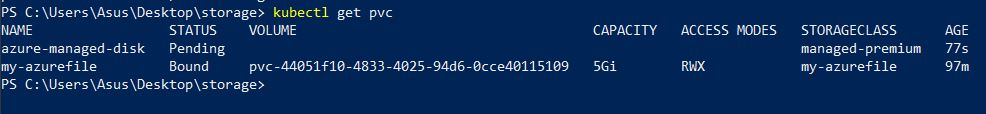 PS C:\Users\Asus\Desktop\storage> kubectl get pvc
NAME STATUS VOLUME CAPACITY ACCESS MODES STORAGECLASS AGE
azure-managed-disk Pending managed-premium 77s
my-azurefile Bound pvc-44051f10-4833-4025-94d6-0cce40115109 5Gi RWX my-azurefile 97m
PS C:\Users\Asus\Desktop\storage>